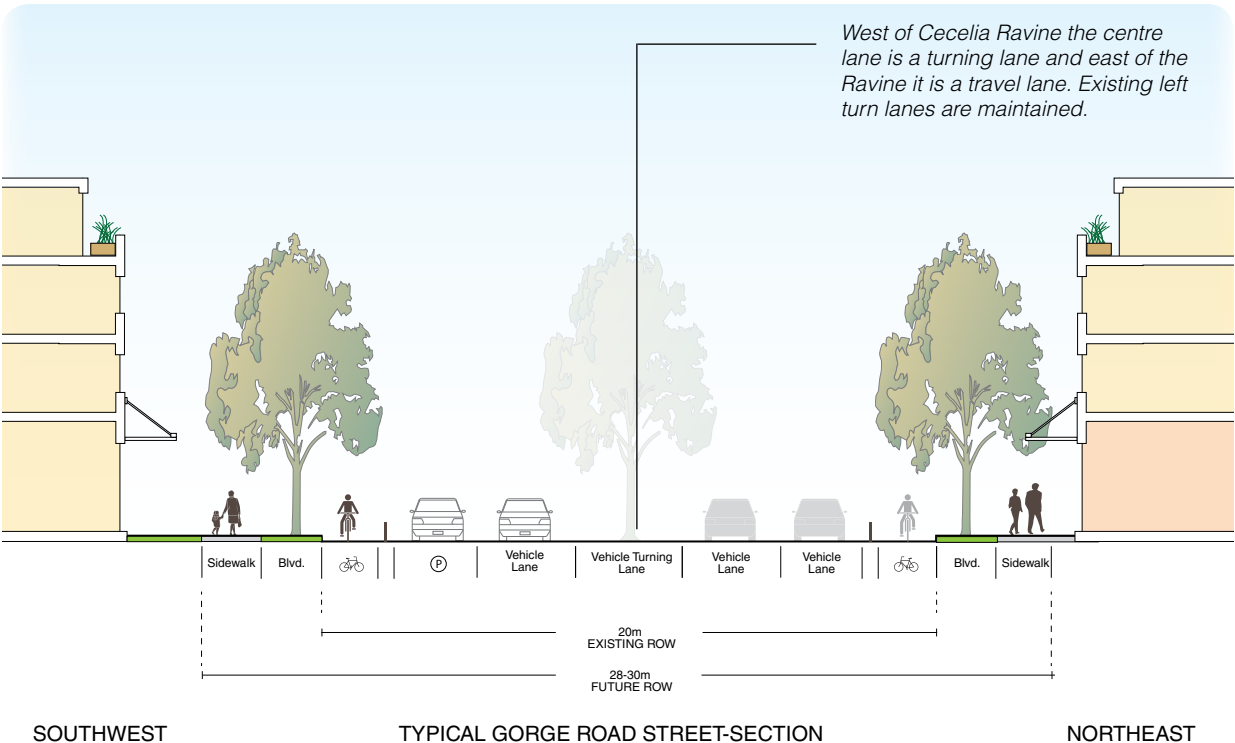 West of Cecelia Ravine the centre
lane is a turning lane and east of the
Ravine it is a travel lane. Existing left
turn lanes are maintained.
Sidewalk
Blvd.
P
Vehicle
Lane
Vehicle Turning
Lane
Vehicle
Lane
Vehicle
Lane
Blvd.
Sidewalk
20m
EXISTING ROW
28-30m
FUTURE ROW
SOUTHWEST
TYPICAL GORGE ROAD STREET-SECTION
NORTHEAST